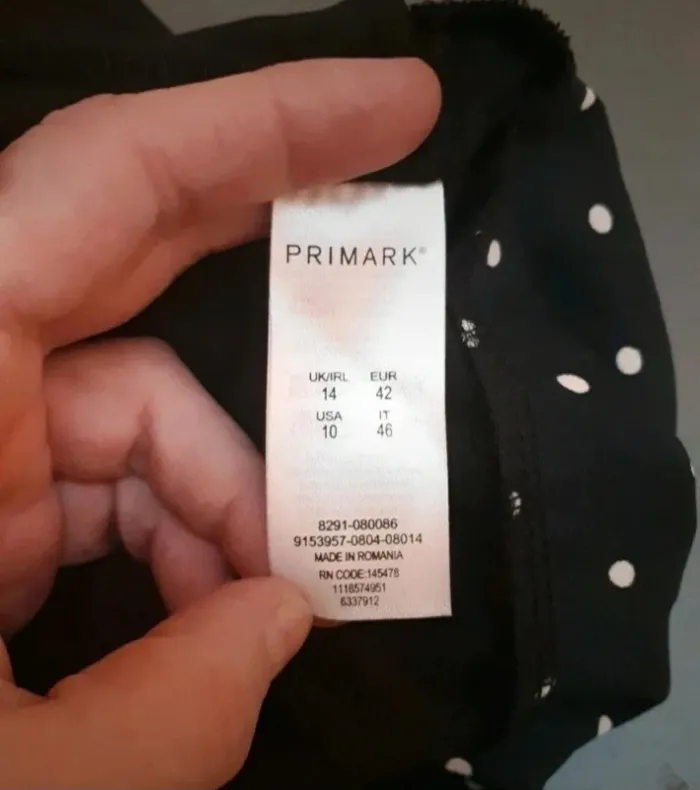 PRIMARK®
UK/IRL EUR
14 42
USA IT
10 46
8291-080086
9153957-0804-08014
MADE IN ROMANIA
RN CODE:145478
1118574951
6337912